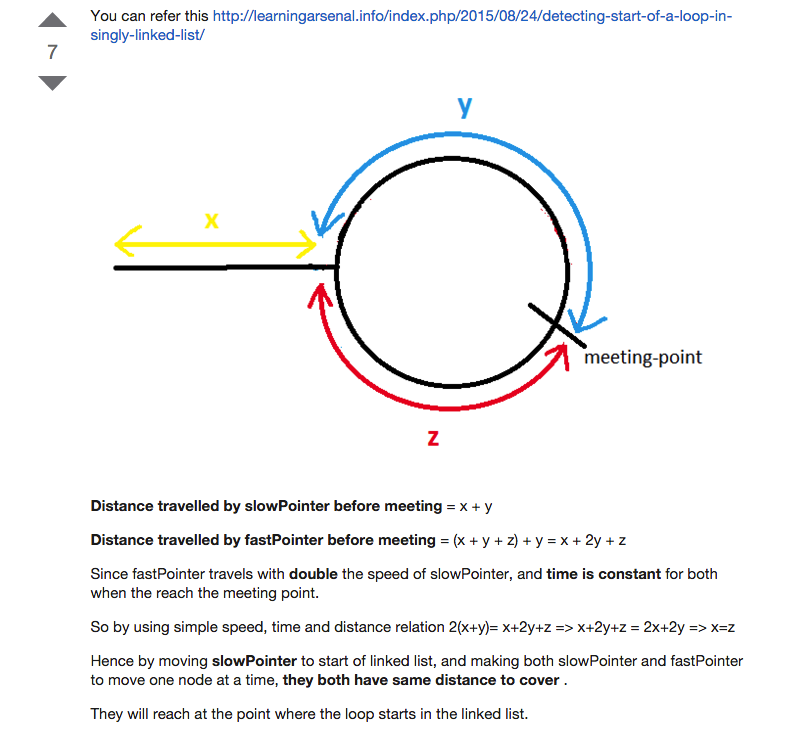 You can refer this http://learningarsenal.info/index.php/2015/08/24/detecting-start-of-a-loop-in-
singly-linked-list/
7
y
x
meeting-point
z
Distance travelled by slowPointer before meeting = x + y
Distance travelled by fastPointer before meeting = (x + y + z) + y = x + 2y + z
Since fastPointer travels with double the speed of slowPointer, and time is constant for both
when the reach the meeting point.
So by using simple speed, time and distance relation 2(x+y)= x+2y+z => x+2y+z = 2x+2y => x=z
Hence by moving slowPointer to start of linked list, and making both slowPointer and fastPointer
to move one node at a time, they both have same distance to cover .
They will reach at the point where the loop starts in the linked list.